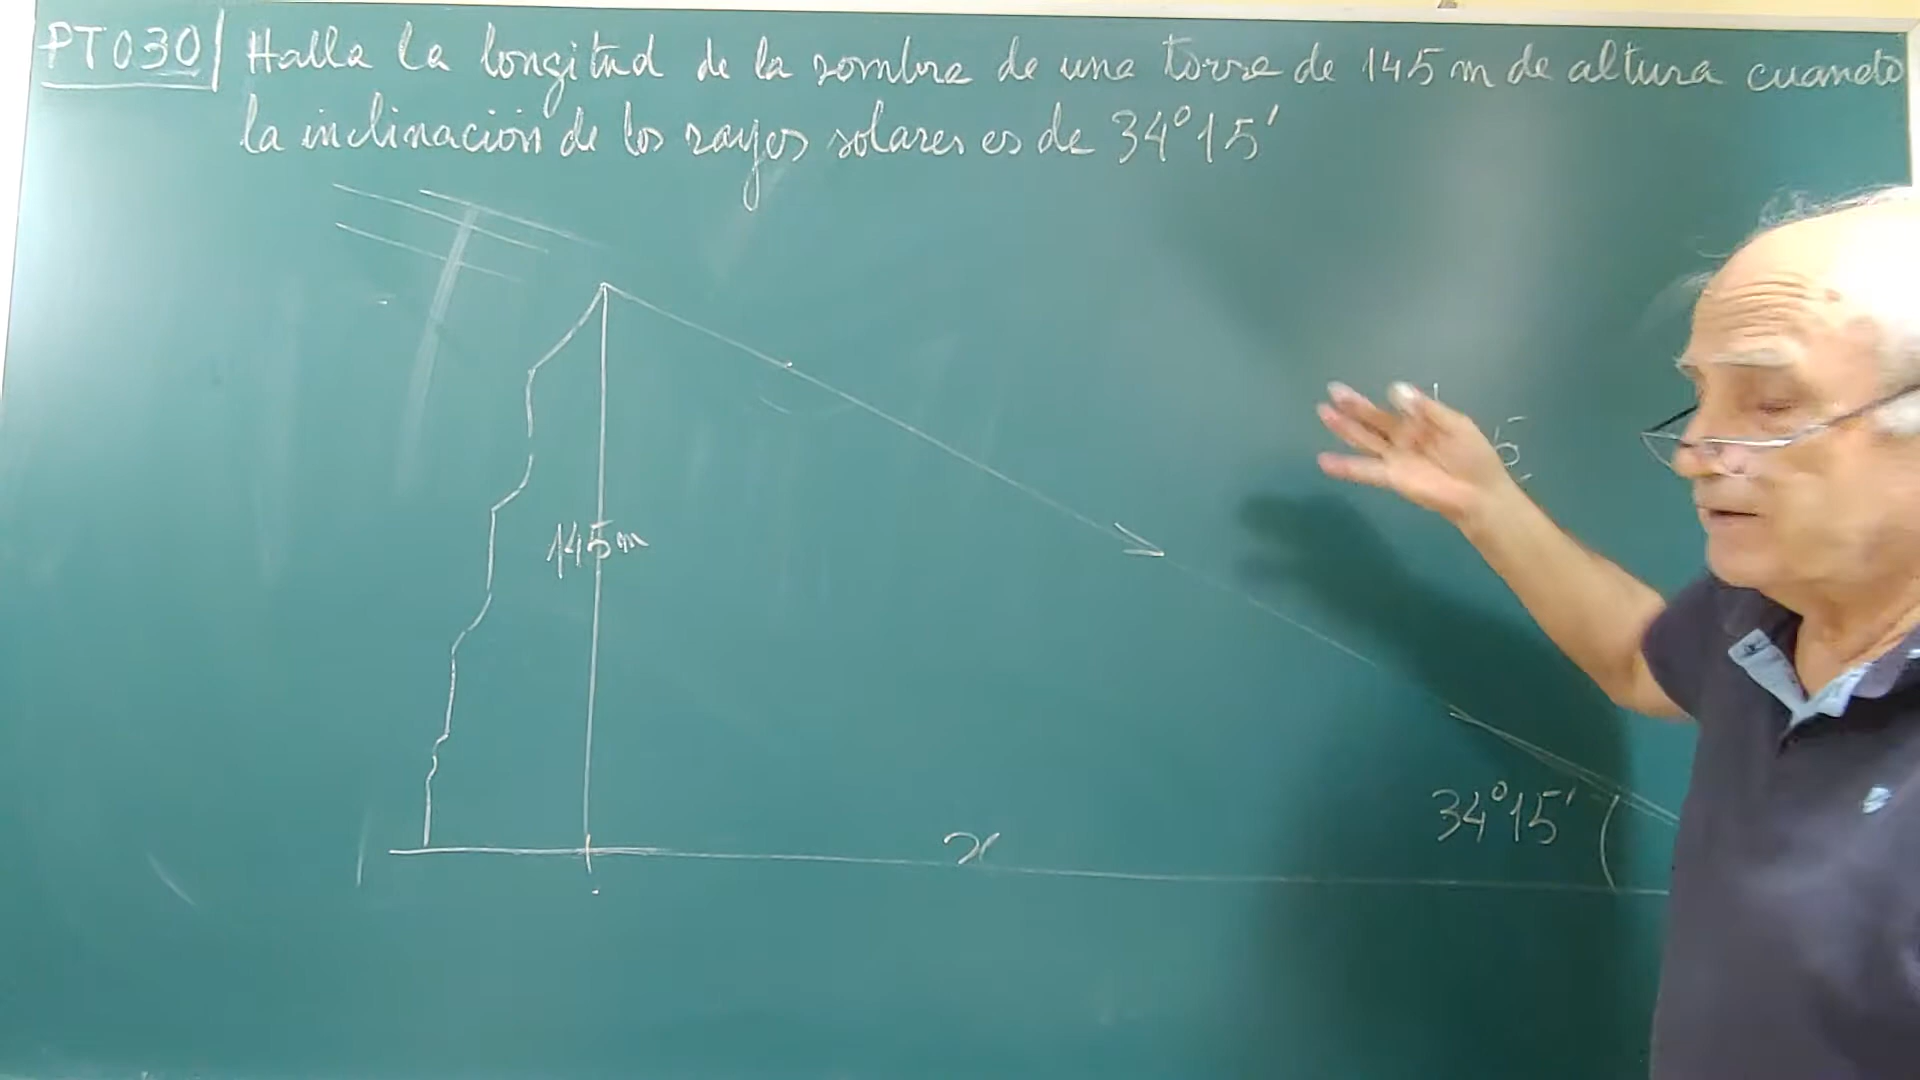 PT030 Halla la longitud de la sombra de una torre de 145 m de altura cuando
la inclinación de los rayos solares es de 34°15'
145 m
34°15'
x